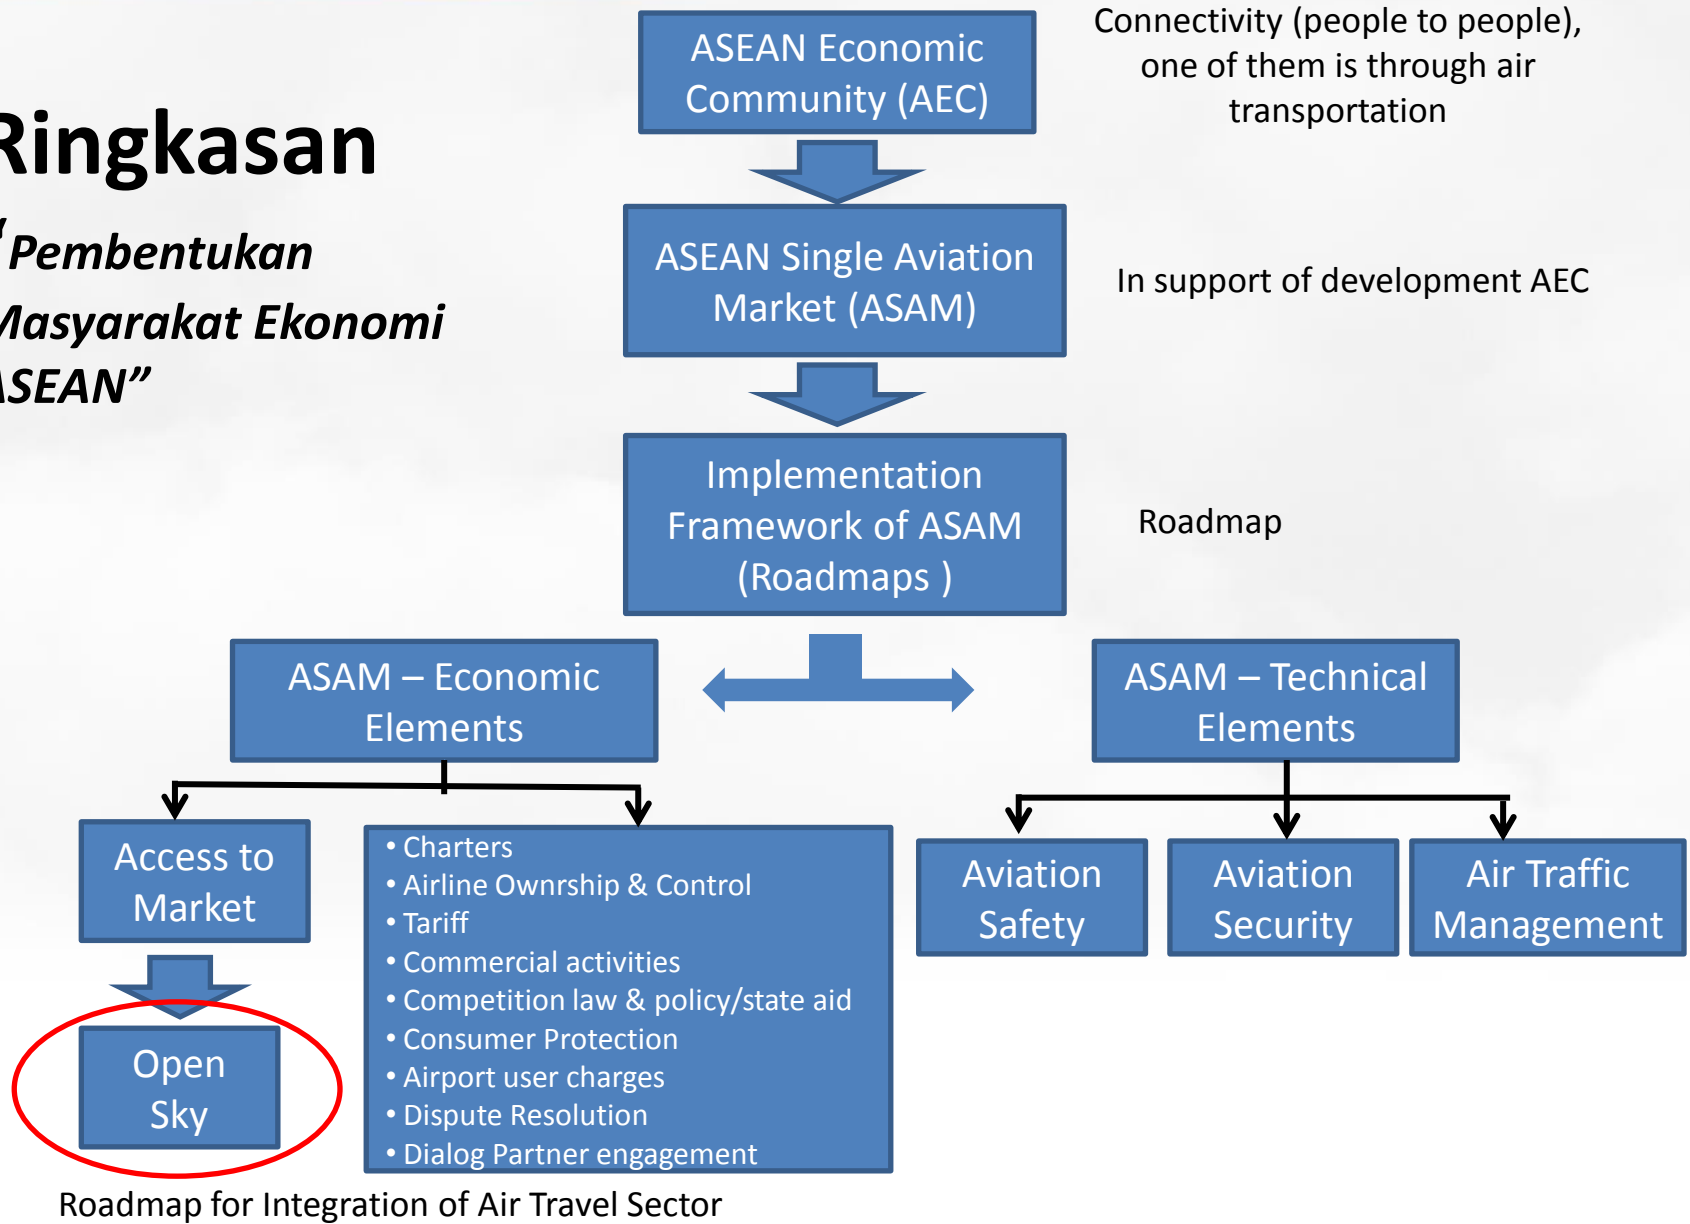 Ringkasan
“Pembentukan
Masyarakat Ekonomi
ASEAN”
ASEAN Economic
Community (AEC)
Connectivity (people to people),
one of them is through air
transportation
ASEAN Single Aviation
Market (ASAM)
In support of development AEC
Implementation
Framework of ASAM
(Roadmaps )
Roadmap
ASAM – Economic
Elements
ASAM – Technical
Elements
Access to
Market
Open
Sky
• Charters
• Airline Ownrship & Control
• Tariff
• Commercial activities
• Competition law & policy/state aid
• Consumer Protection
• Airport user charges
• Dispute Resolution
• Dialog Partner engagement
Aviation
Safety
Aviation
Security
Air Traffic
Management
Roadmap for Integration of Air Travel Sector